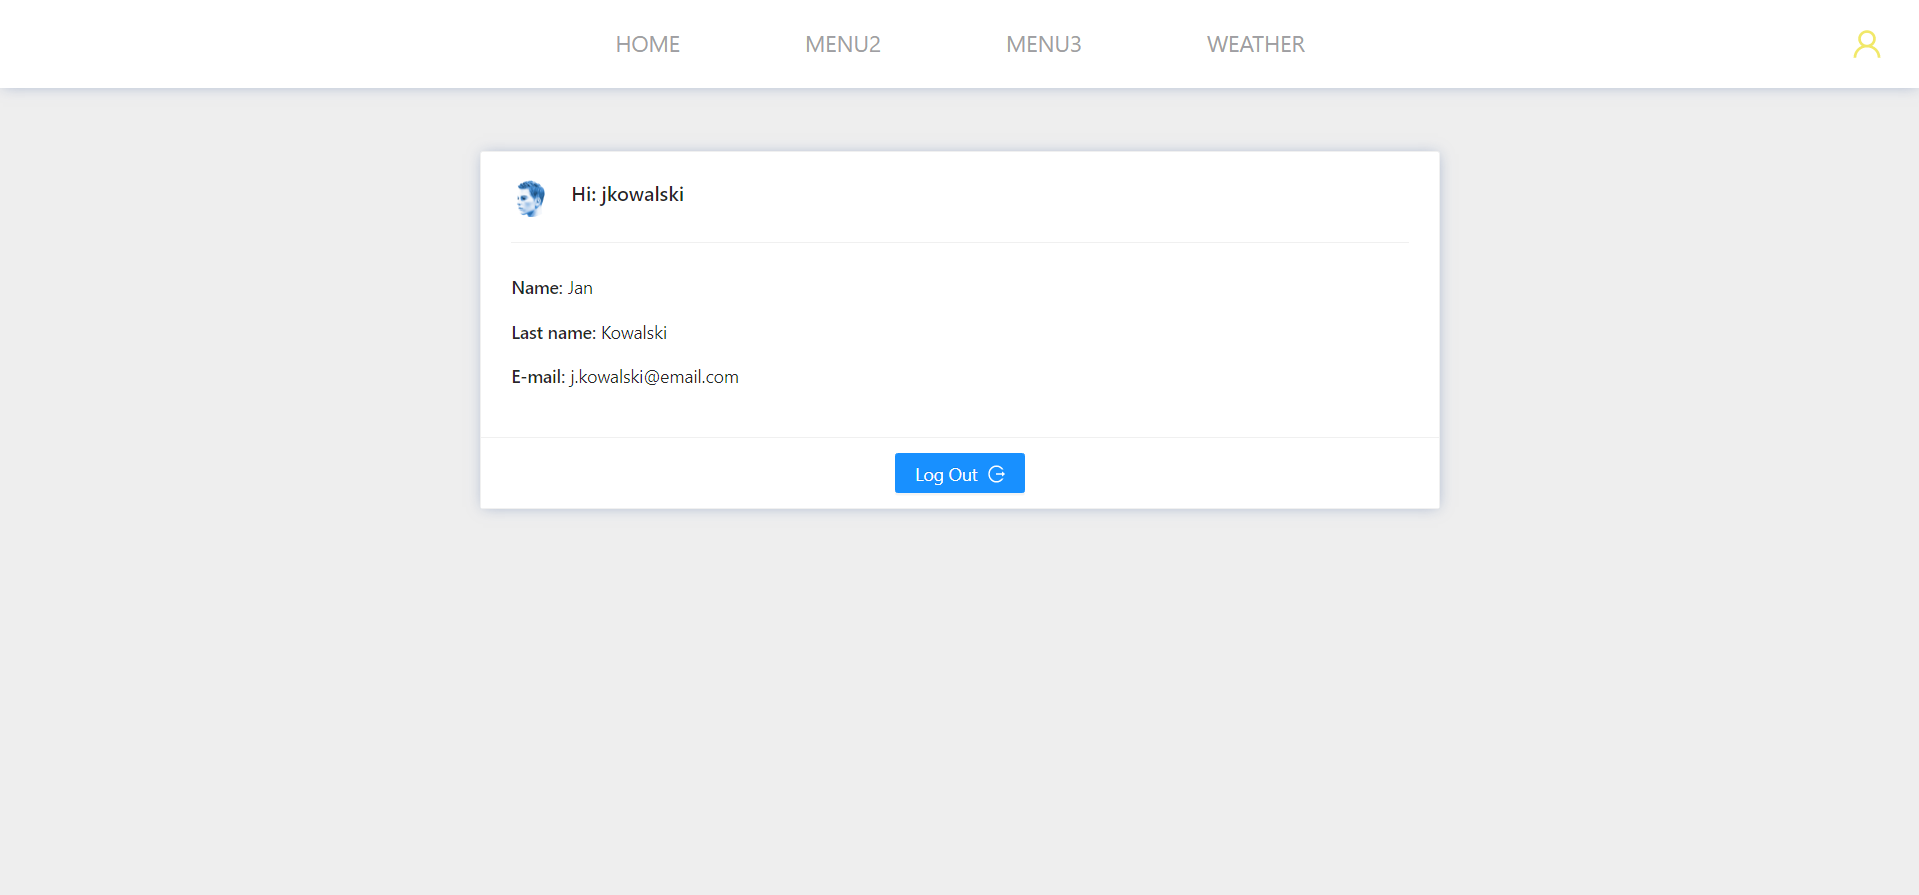 HOME MENU2 MENU3 WEATHER
Hi: jkowalski
Name: Jan
Last name: Kowalski
E-mail: j.kowalski@email.com
Log Out